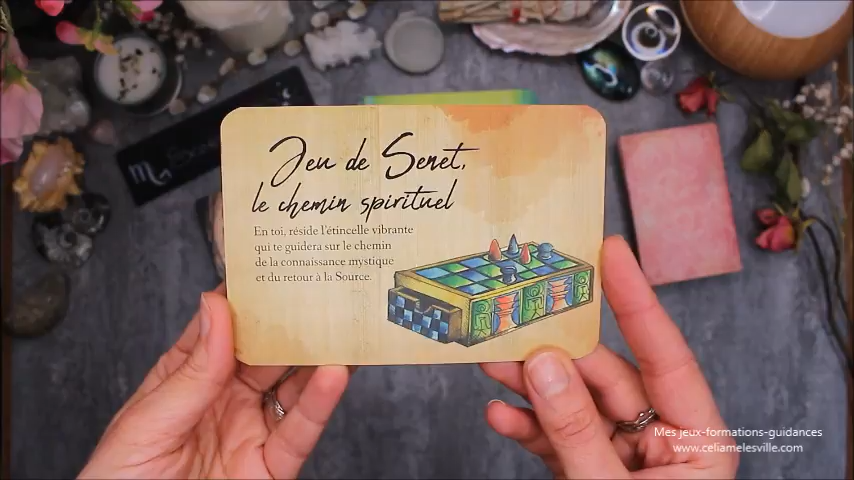 Jeu de Senet,
le chemin spirituel
En toi, réside l'étincelle vibrante
qui te guidera sur le chemin
de la connaissance mystique
et du retour à la Source.
Mes jeux-formations-guidances
www.celiamelesville.com